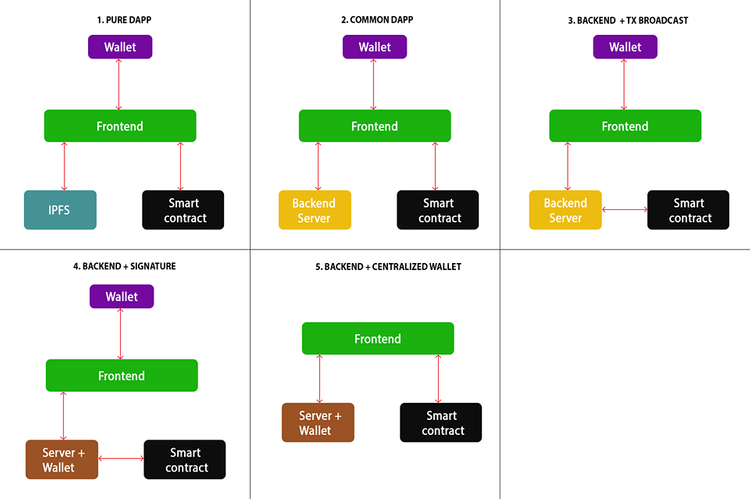 1. PURE DAPP
Wallet
Frontend
IPFS
Smart
contract
2. COMMON DAPP
Wallet
Frontend
Backend
Server
Smart
contract
3. BACKEND + TX BROADCAST
Wallet
Frontend
Backend
Server
Smart
contract
4. BACKEND + SIGNATURE
Wallet
Frontend
Server +
Wallet
Smart
contract
5. BACKEND + CENTRALIZED WALLET
Frontend
Server +
Wallet
Smart
contract